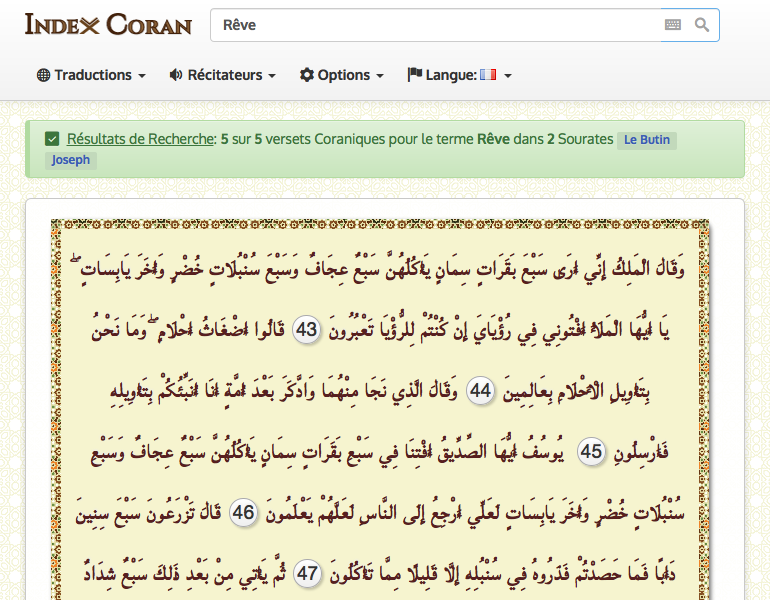 INDEX CORAN
Rêve
Traductions Récitateurs Options Langue:
Résultats de Recherche: 5 sur 5 versets Coraniques pour le terme Rêve dans 2 Sourates Le Butin
Joseph
وَقَالَ الْمَلِكُ إِنِّي أَرَى سَبْعَ بَقَرَاتٍ سِمَانٍ يَأْكُلُهُنَّ سَبْعٌ عِجَافٌ وَسَبْعَ سُنْبُلَاتٍ خُضْرٍ وَأُخَرَ يَابِسَاتٍ ۖ
يَا أَيُّهَا الْمَلَأُ أَفْتُونِي فِي رُؤْيَايَ إِنْ كُنْتُمْ لِلرُّؤْيَا تَعْبُرُونَ 43 قَالُوا أَضْغَاثُ أَحْلَامٍ ۖ وَمَا نَحْنُ
بِتَأْوِيلِ الْأَحْلَامِ بِعَالِمِينَ 44 وَقَالَ الَّذِي نَجَا مِنْهُمَا وَادَّكَرَ بَعْدَ أُمَّةٍ أَنَا أُنَبِّئُكُمْ بِتَأْوِيلِهِ
فَأَرْسِلُونِ 45 يُوسُفُ أَيُّهَا الصِّدِّيقُ أَفْتِنَا فِي سَبْعِ بَقَرَاتٍ سِمَانٍ يَأْكُلُهُنَّ سَبْعٌ عِجَافٌ وَسَبْعِ
سُنْبُلَاتٍ خُضْرٍ وَأُخَرَ يَابِسَاتٍ لَعَلِّي أَرْجِعُ إِلَى النَّاسِ لَعَلَّهُمْ يَعْلَمُونَ 46 قَالَ تَزْرَعُونَ سَبْعَ سِنِينَ
دَأَبًا فَمَا حَصَدْتُمْ فَذَرُوهُ فِي سُنْبُلِهِ إِلَّا قَلِيلًا مِمَّا تَأْكُلُونَ 47 ثُمَّ يَأْتِي مِنْ بَعْدِ ذَلِكَ سَبْعٌ شِدَادٌ